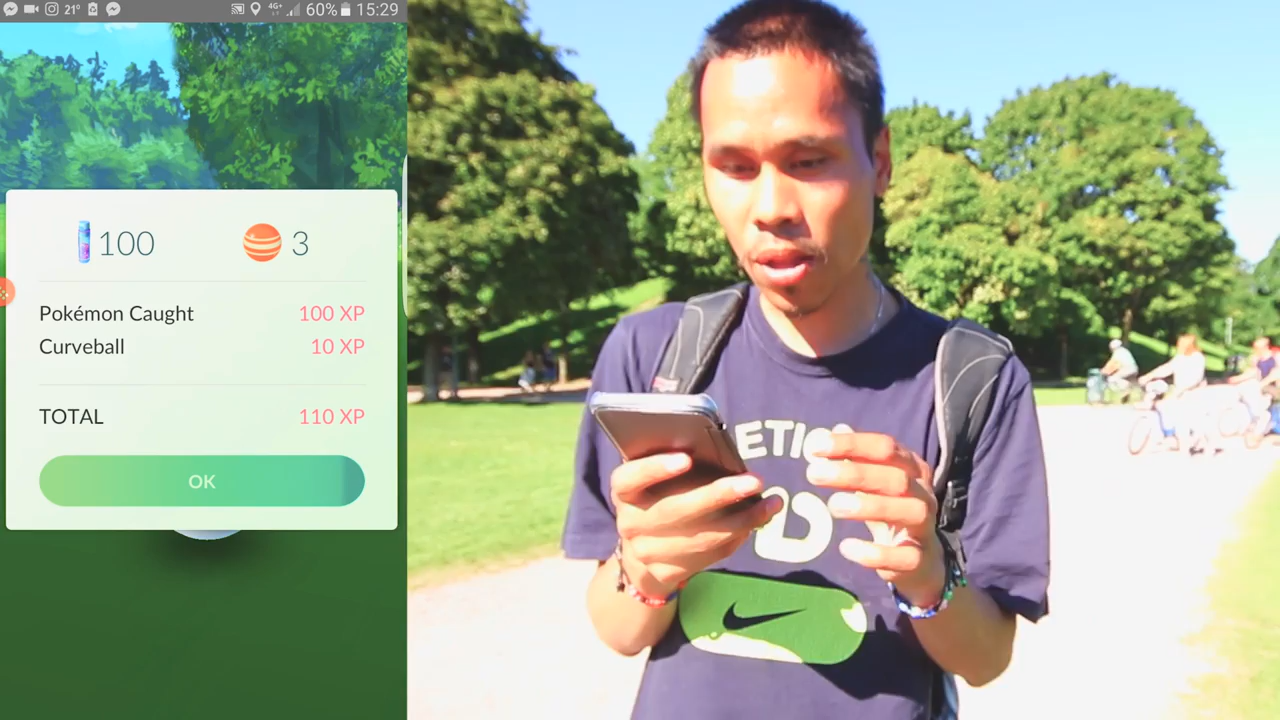 21° 4G+ 60% 15:29
100 3
Pokémon Caught 100 XP
Curveball 10 XP
TOTAL 110 XP
OK
ETIC